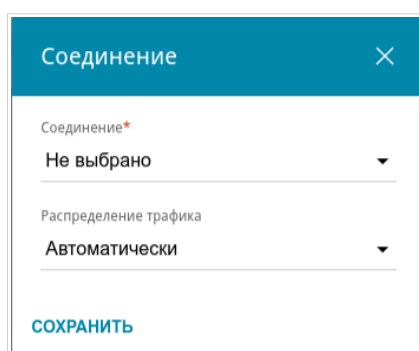 Соединение
Соединение*
Не выбрано
Распределение трафика
Автоматически
СОХРАНИТЬ